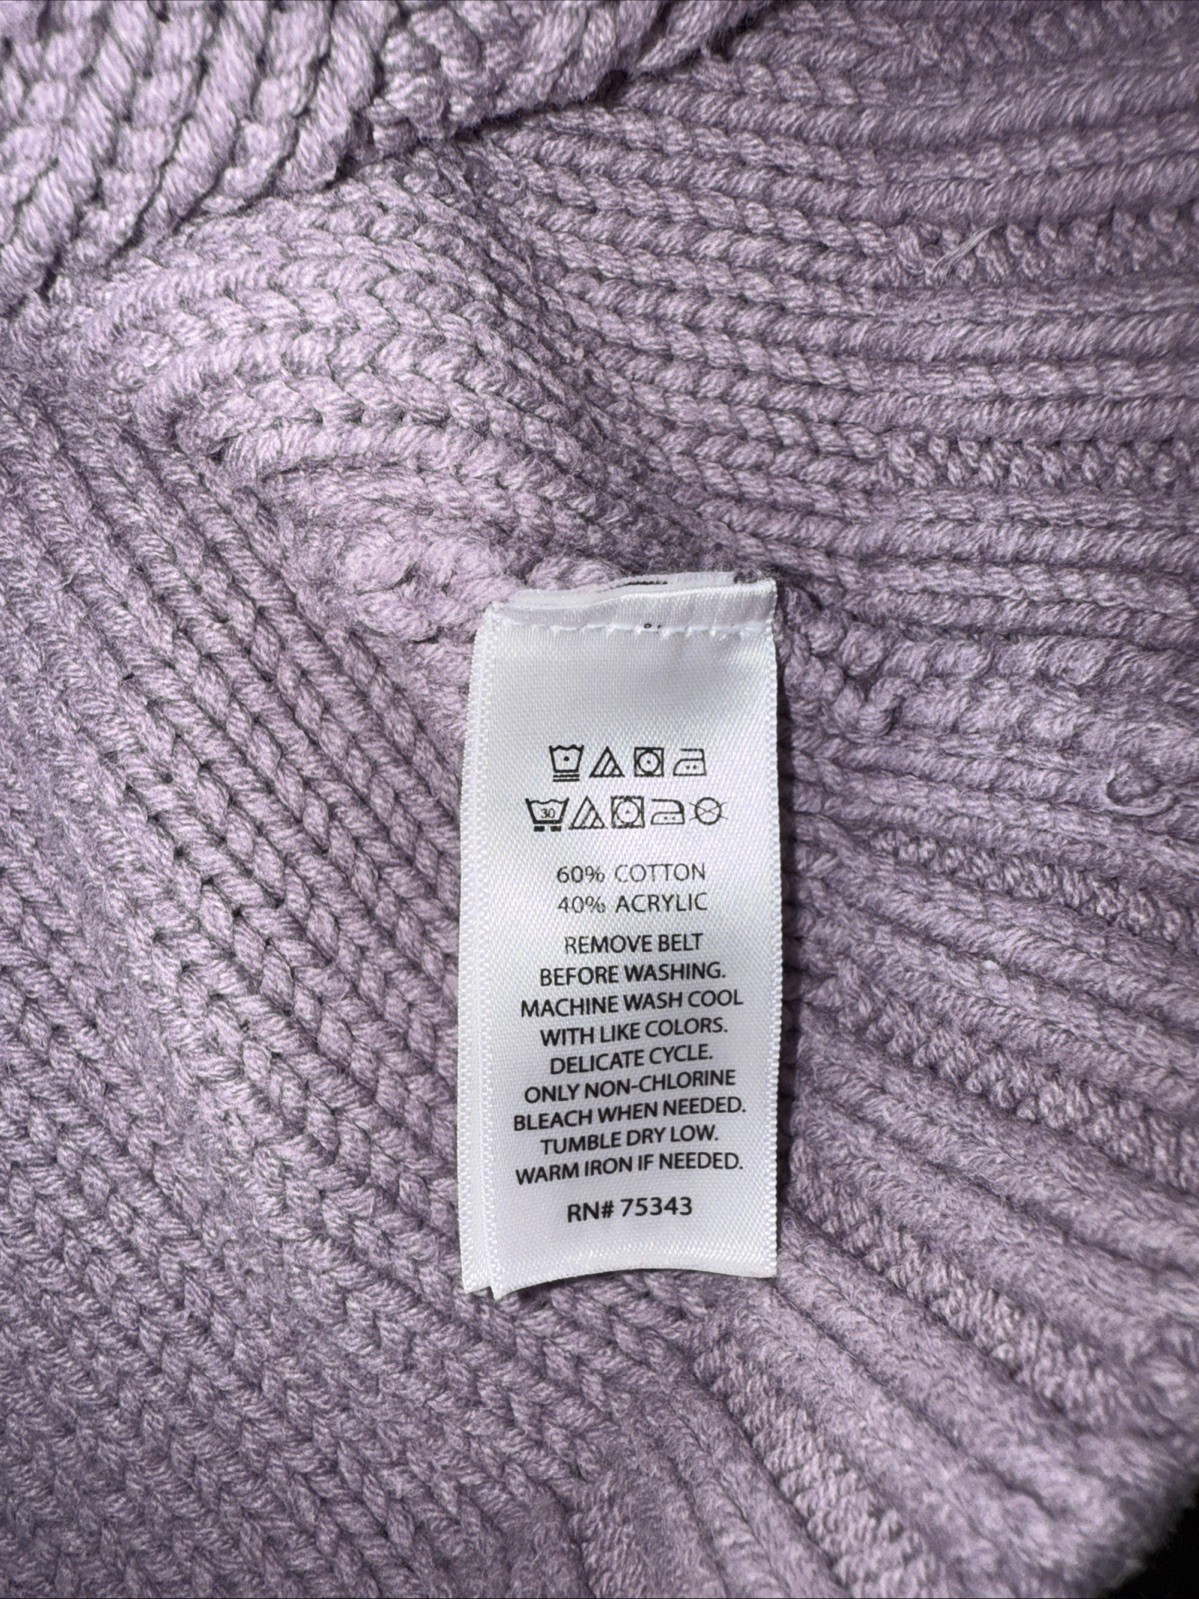 30
60% COTTON
40% ACRYLIC
REMOVE BELT
BEFORE WASHING.
MACHINE WASH COOL
WITH LIKE COLORS.
DELICATE CYCLE.
ONLY NON-CHLORINE
BLEACH WHEN NEEDED.
TUMBLE DRY LOW.
WARM IRON IF NEEDED.
RN# 75343